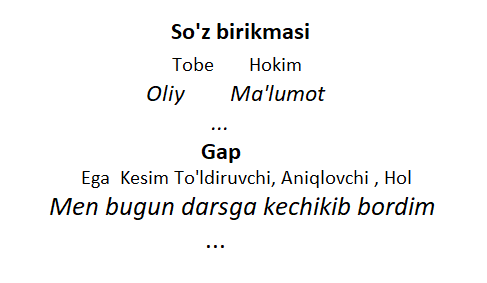 So'z birikmasi
Tobe Hokim
Oliy Ma'lumot
...
Gap
Ega Kesim To'ldiruvchi, Aniqlovchi , Hol
Men bugun darsga kechikib bordim
...